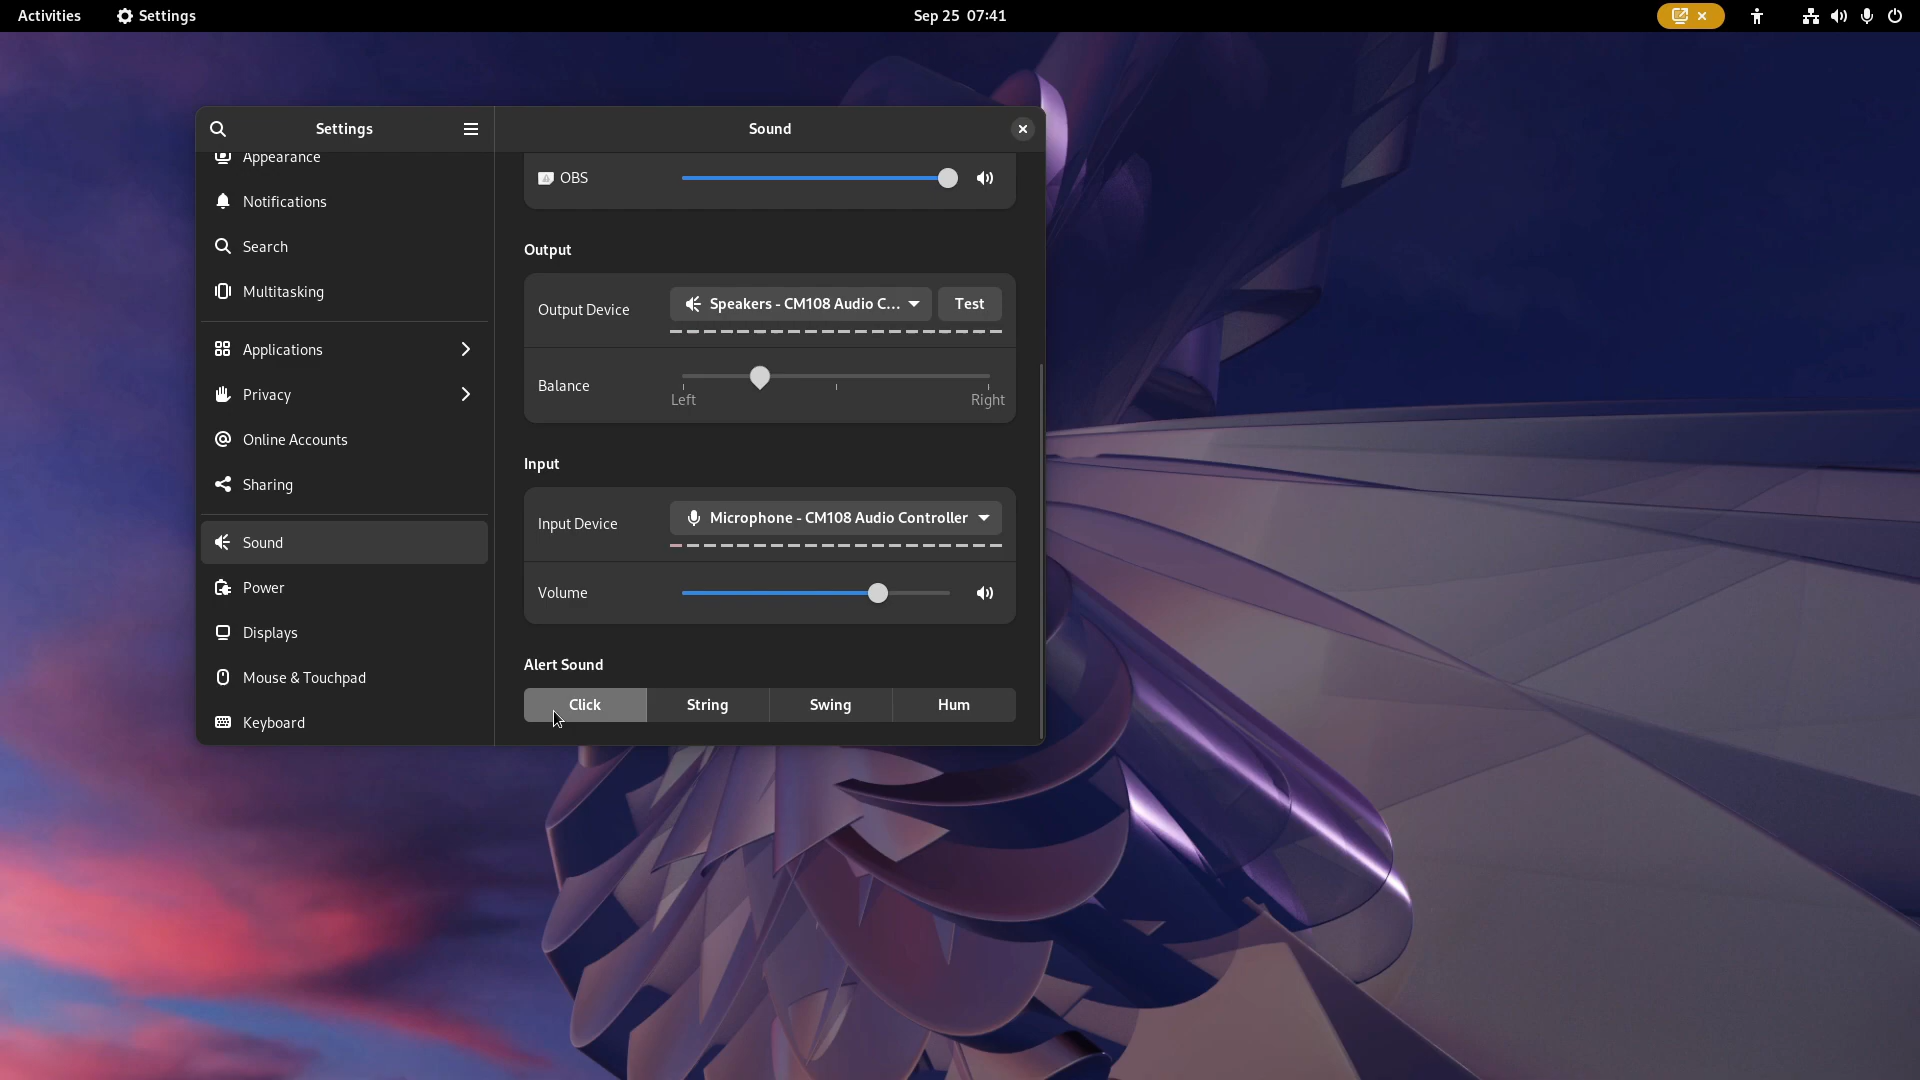 Activities Settings Sep 25 07:41
Settings Sound
Appearance
Notifications
Search
Multitasking
Applications
Privacy
Online Accounts
Sharing
Sound
Power
Displays
Mouse & Touchpad
Keyboard
OBS
Output
Output Device Speakers - CM108 Audio C... Test
Balance
Left Right
Input
Input Device Microphone - CM108 Audio Controller
Volume
Alert Sound
Click String Swing Hum